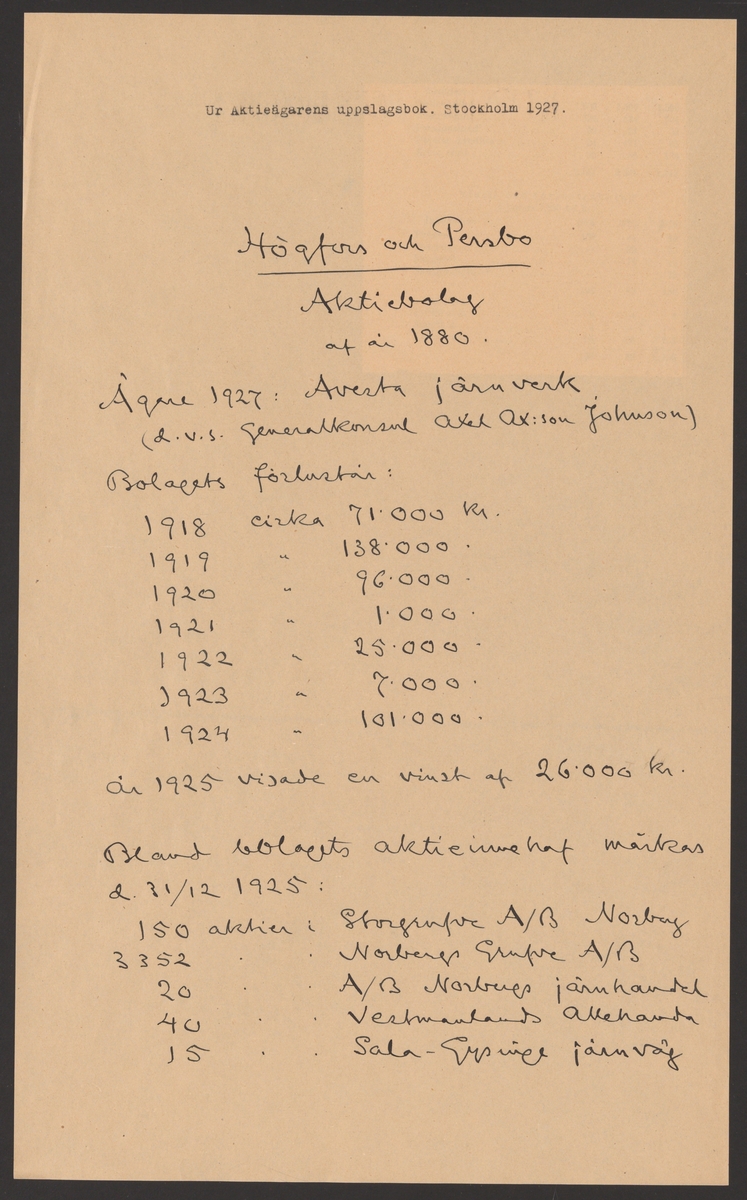 Ur Aktieägarens uppslagsbok. Stockholm 1927.
Högfors och Persbo
Aktiebolag
af år 1880.
Ägare 1927: Avesta järnverk
(d.v.s. Generalkonsul Axel Ax:son Johnson)
Bolagets förlustår:
1918 cirka 71.000 kr.
1919 " 138.000 "
1920 " 96.000 "
1921 " 1.000 "
1922 " 25.000 "
1923 " 7.000 "
1924 " 101.000 "
år 1925 visade en vinst af 26.000 kr.
Bland bolagets aktieinnehaf märkas
d. 31/12 1925:
150 aktier i Storgrufve A/B Norberg
3352 " " Norbergs Grufve A/B
20 " " A/B Norbergs järnhandel
40 " " Vestmanlands Allehanda
15 " " Sala-Gysinge järnväg